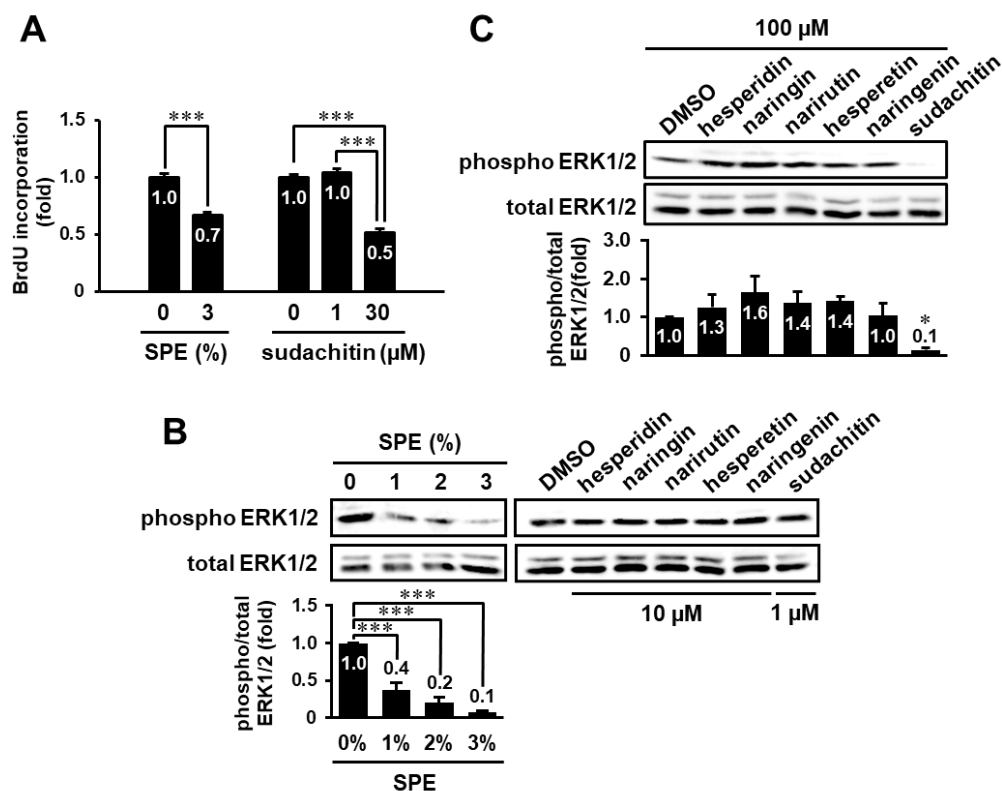 A
BrdU incorporation
(fold)
1.5
1.0
0.5
0
***
***
***
1.0
0.7
1.0
1.0
0.5
0 3 0 1 30
SPE (%) sudachitin (µM)
C
100 µM
DMSO
hesperidin
naringin
narirutin
hesperetin
naringenin
sudachitin
phospho ERK1/2
total ERK1/2
phospho/total
ERK1/2(fold)
3.0
2.0
1.0
0
1.0
1.3
1.6
1.4
1.4
1.0
*
0.1
B
SPE (%)
0 1 2 3
DMSO
hesperidin
naringin
narirutin
hesperetin
naringenin
sudachitin
phospho ERK1/2
total ERK1/2
10 µM 1 µM
phospho/total
ERK1/2 (fold)
1.5
1.0
0.5
0
***
***
***
1.0
0.4
0.2
0.1
0% 1% 2% 3%
SPE